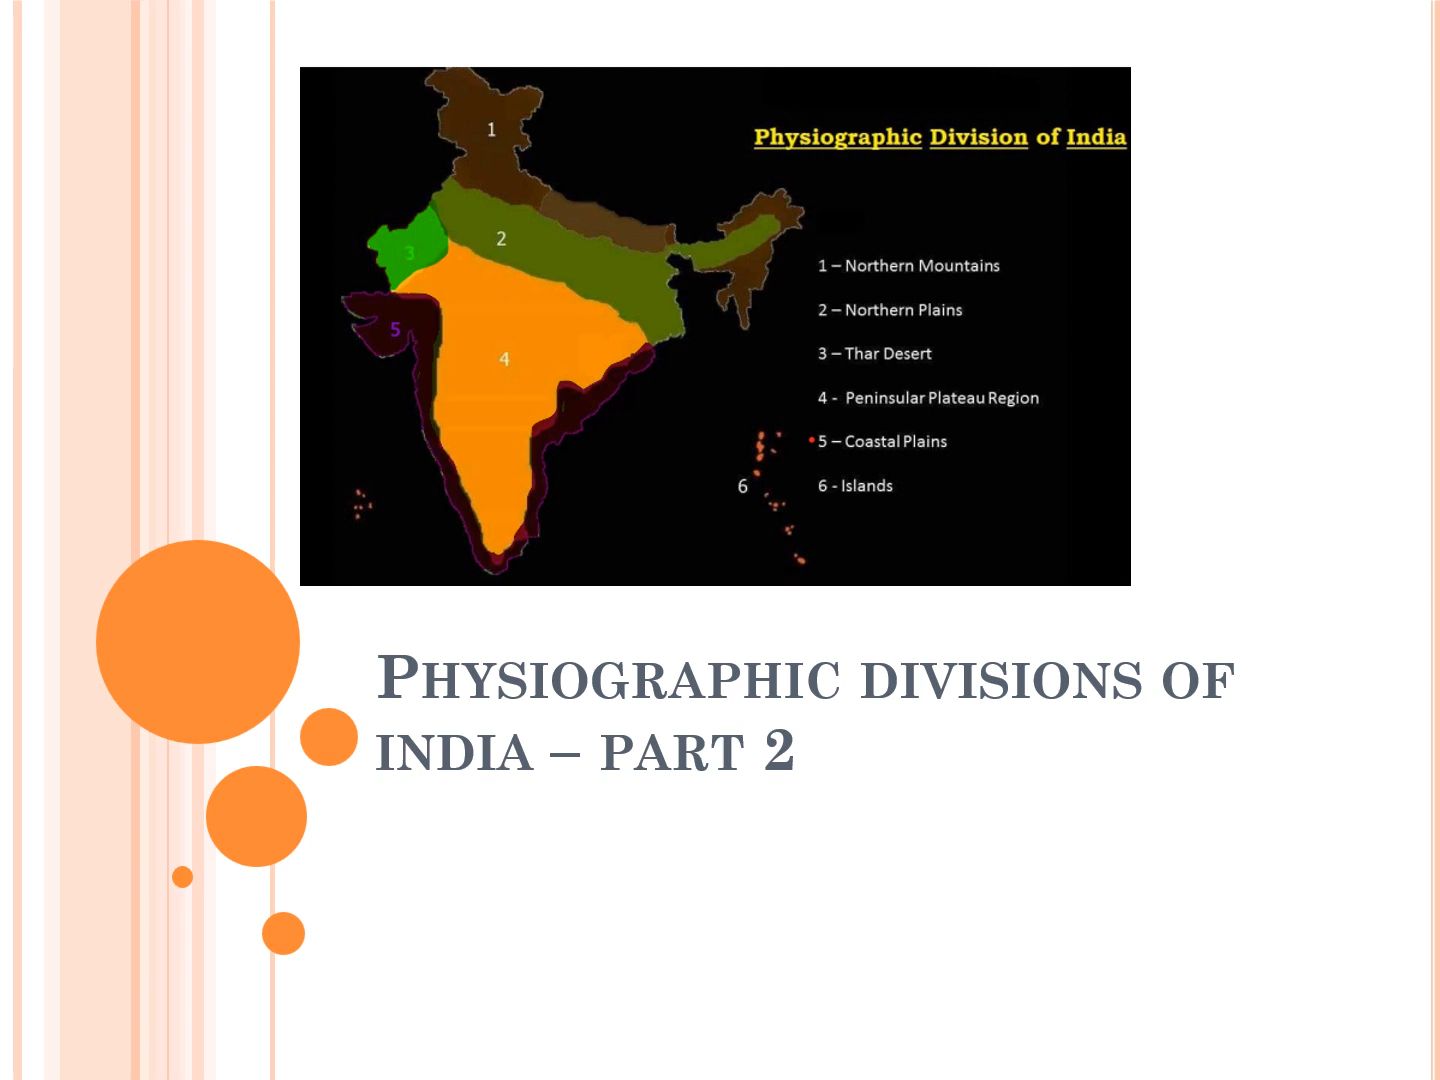 Physiographic Division of India
1
2
3
5
4
6
1 – Northern Mountains
2 – Northern Plains
3 – Thar Desert
4 - Peninsular Plateau Region
5 – Coastal Plains
6 - Islands
PHYSIOGRAPHIC DIVISIONS OF
INDIA – PART 2